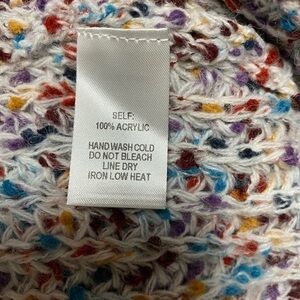 SELF:
100% ACRYLIC
HAND WASH COLD
DO NOT BLEACH
LINE DRY
IRON LOW HEAT